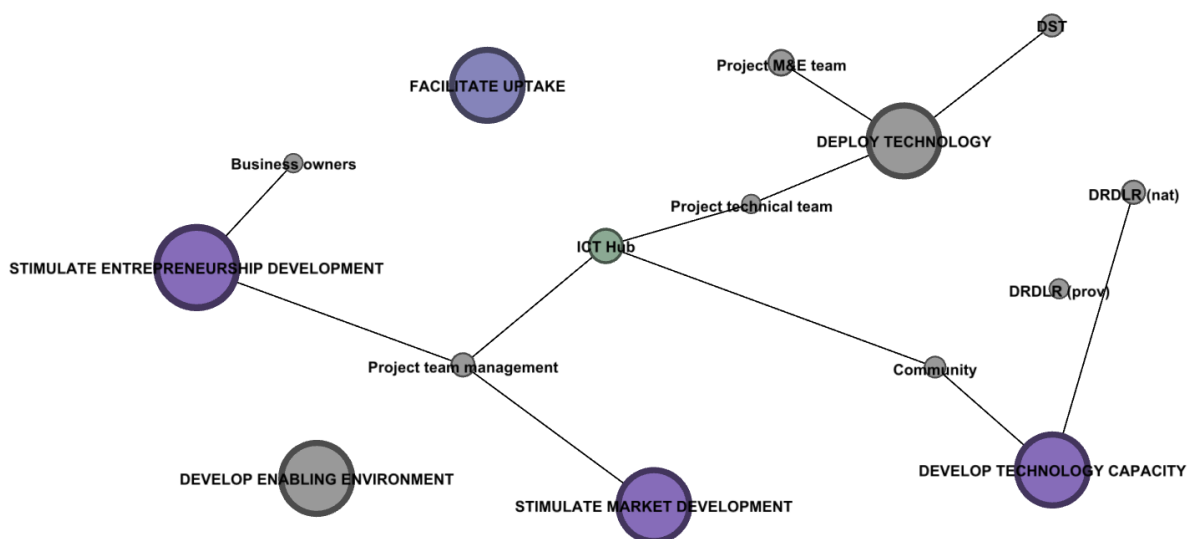 DST
Project M&E team
FACILITATE UPTAKE
DEPLOY TECHNOLOGY
Business owners
DRDLR (nat)
Project technical team
ICT Hub
STIMULATE ENTREPRENEURSHIP DEVELOPMENT
DRDLR (prov)
Project team management
Community
DEVELOP TECHNOLOGY CAPACITY
DEVELOP ENABLING ENVIRONMENT
STIMULATE MARKET DEVELOPMENT